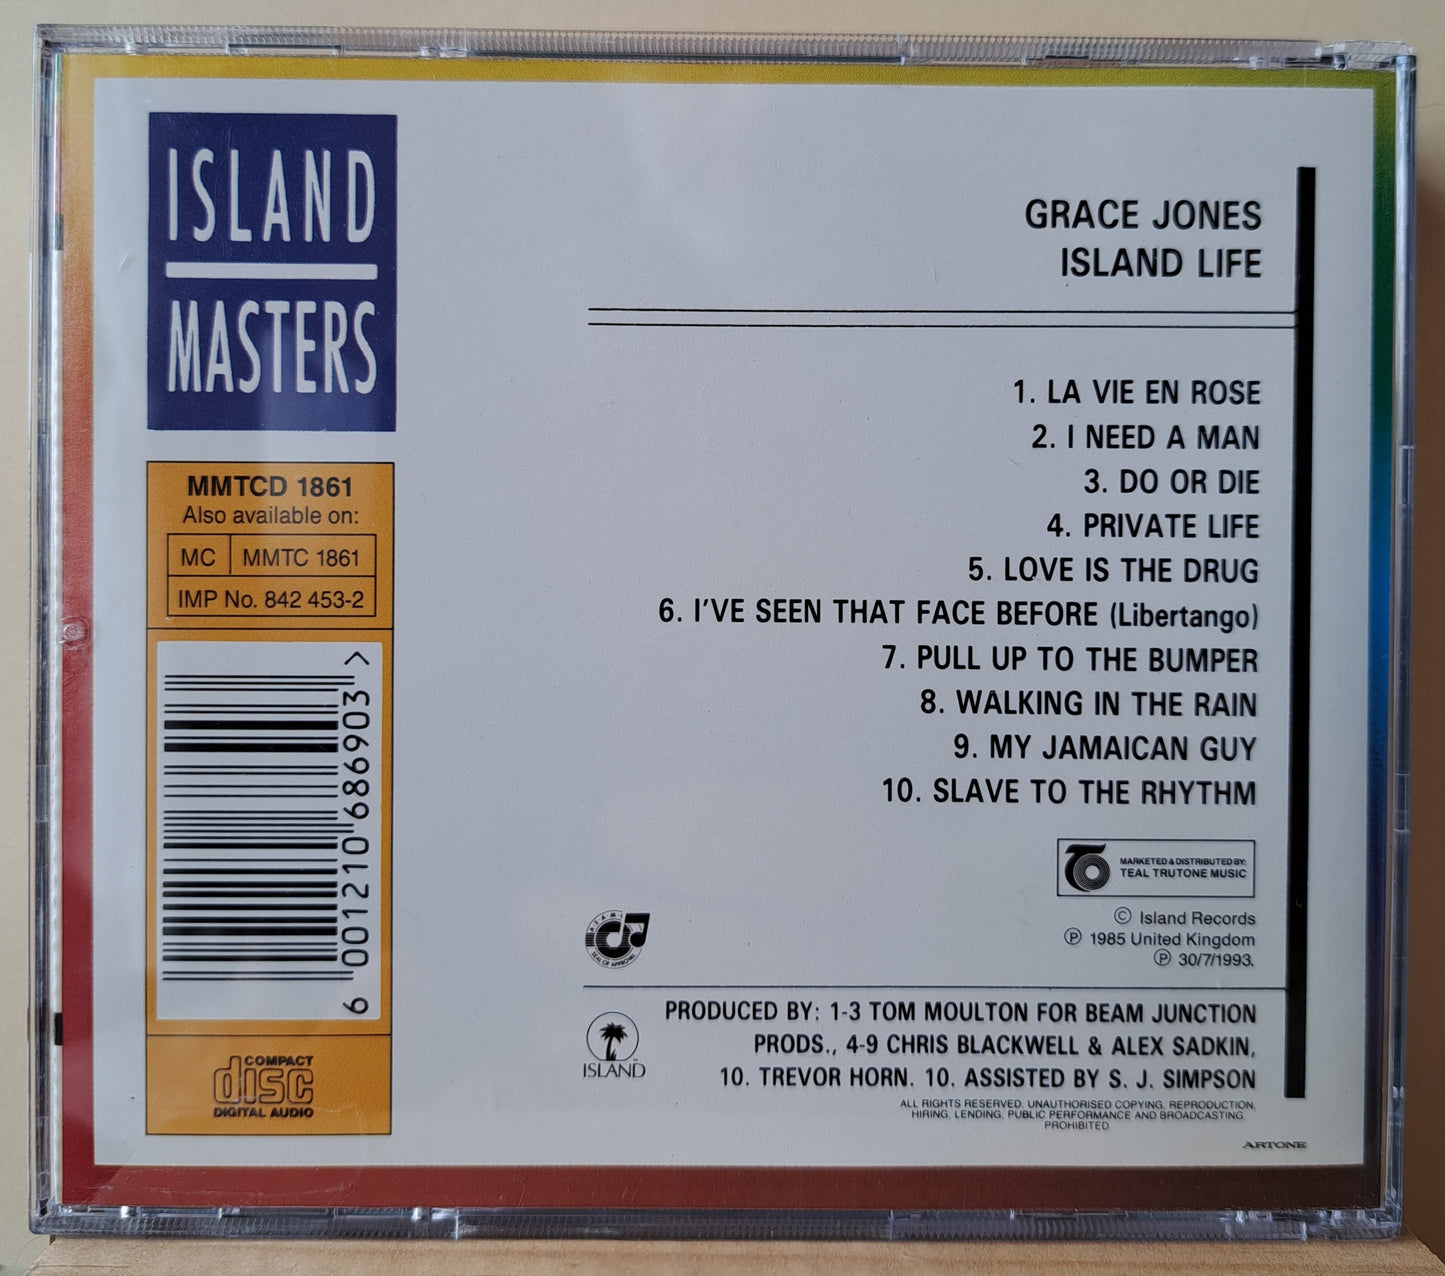 ISLAND
MASTERS
MMTCD 1861
Also available on:
MC MMTC 1861
IMP No. 842 453-2
6 001210 686903 >
COMPACT
disc
DIGITAL AUDIO
GRACE JONES
ISLAND LIFE
1. LA VIE EN ROSE
2. I NEED A MAN
3. DO OR DIE
4. PRIVATE LIFE
5. LOVE IS THE DRUG
6. I'VE SEEN THAT FACE BEFORE (Libertango)
7. PULL UP TO THE BUMPER
8. WALKING IN THE RAIN
9. MY JAMAICAN GUY
10. SLAVE TO THE RHYTHM
MARKETED & DISTRIBUTED BY:
TEAL TRUTONE MUSIC
© Island Records
℗ 1985 United Kingdom
℗ 30/7/1993.
A.S.A.M.I.
SEAL OF APPROVAL
ISLAND
PRODUCED BY: 1-3 TOM MOULTON FOR BEAM JUNCTION
PRODS., 4-9 CHRIS BLACKWELL & ALEX SADKIN,
10. TREVOR HORN. 10. ASSISTED BY S. J. SIMPSON
ALL RIGHTS RESERVED. UNAUTHORISED COPYING, REPRODUCTION,
HIRING, LENDING, PUBLIC PERFORMANCE AND BROADCASTING
PROHIBITED
ARTONE